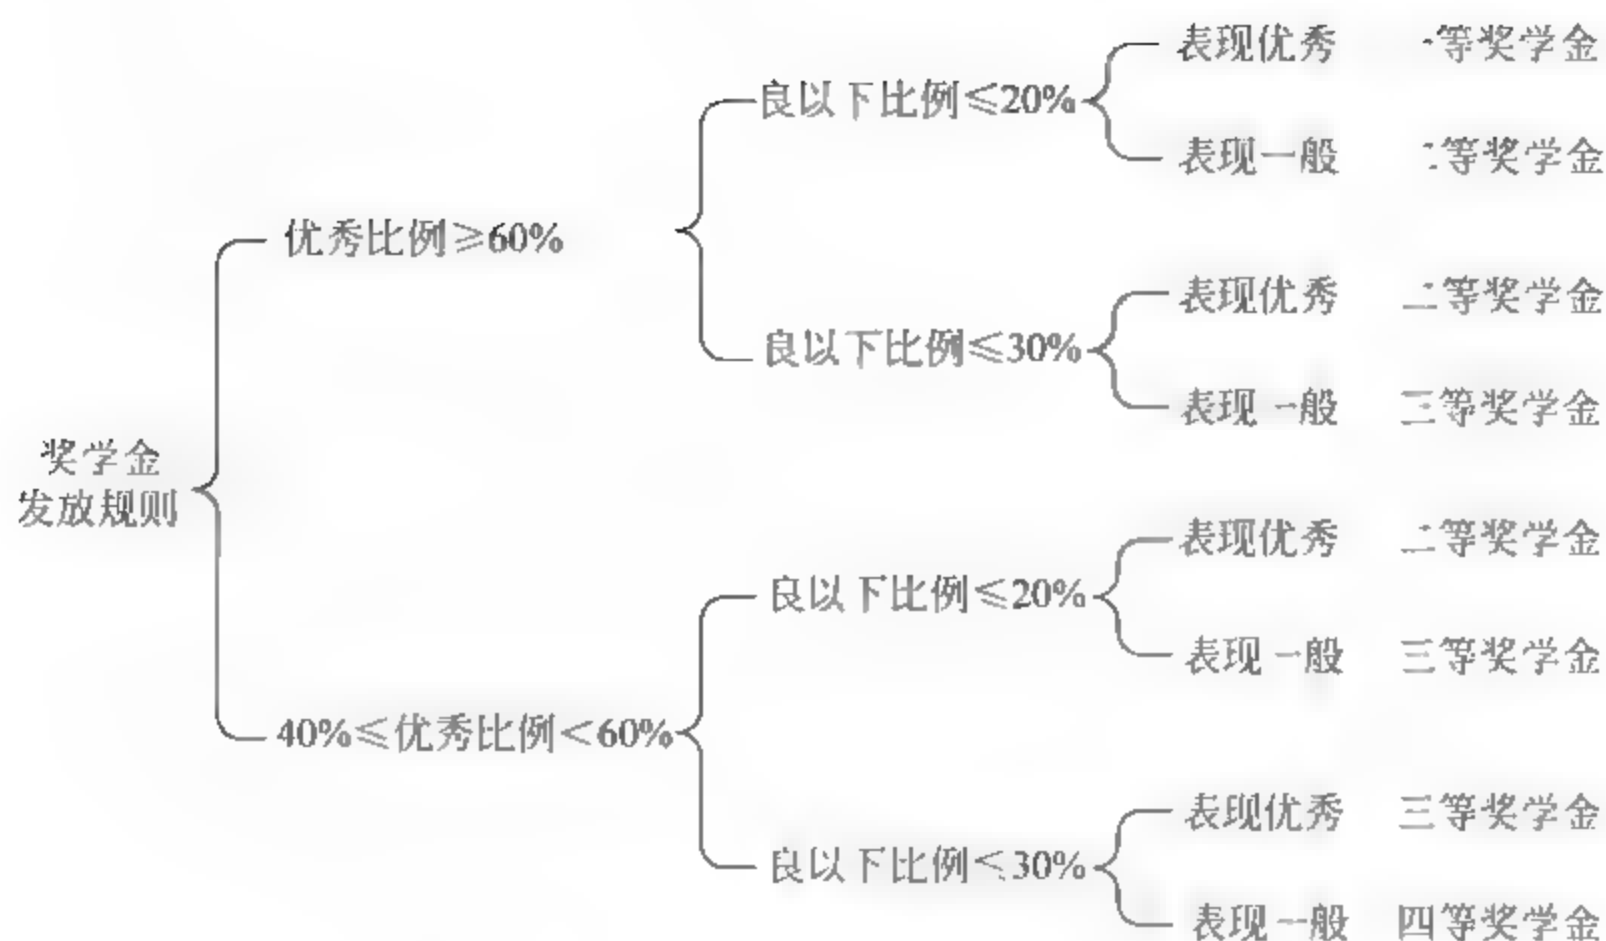 奖学金
发放规则
优秀比例≥60%
良以下比例≤20%
表现优秀 一等奖学金
表现一般 二等奖学金
良以下比例≤30%
表现优秀 二等奖学金
表现一般 三等奖学金
40%≤优秀比例<60%
良以下比例≤20%
表现优秀 二等奖学金
表现一般 三等奖学金
良以下比例≤30%
表现优秀 三等奖学金
表现一般 四等奖学金